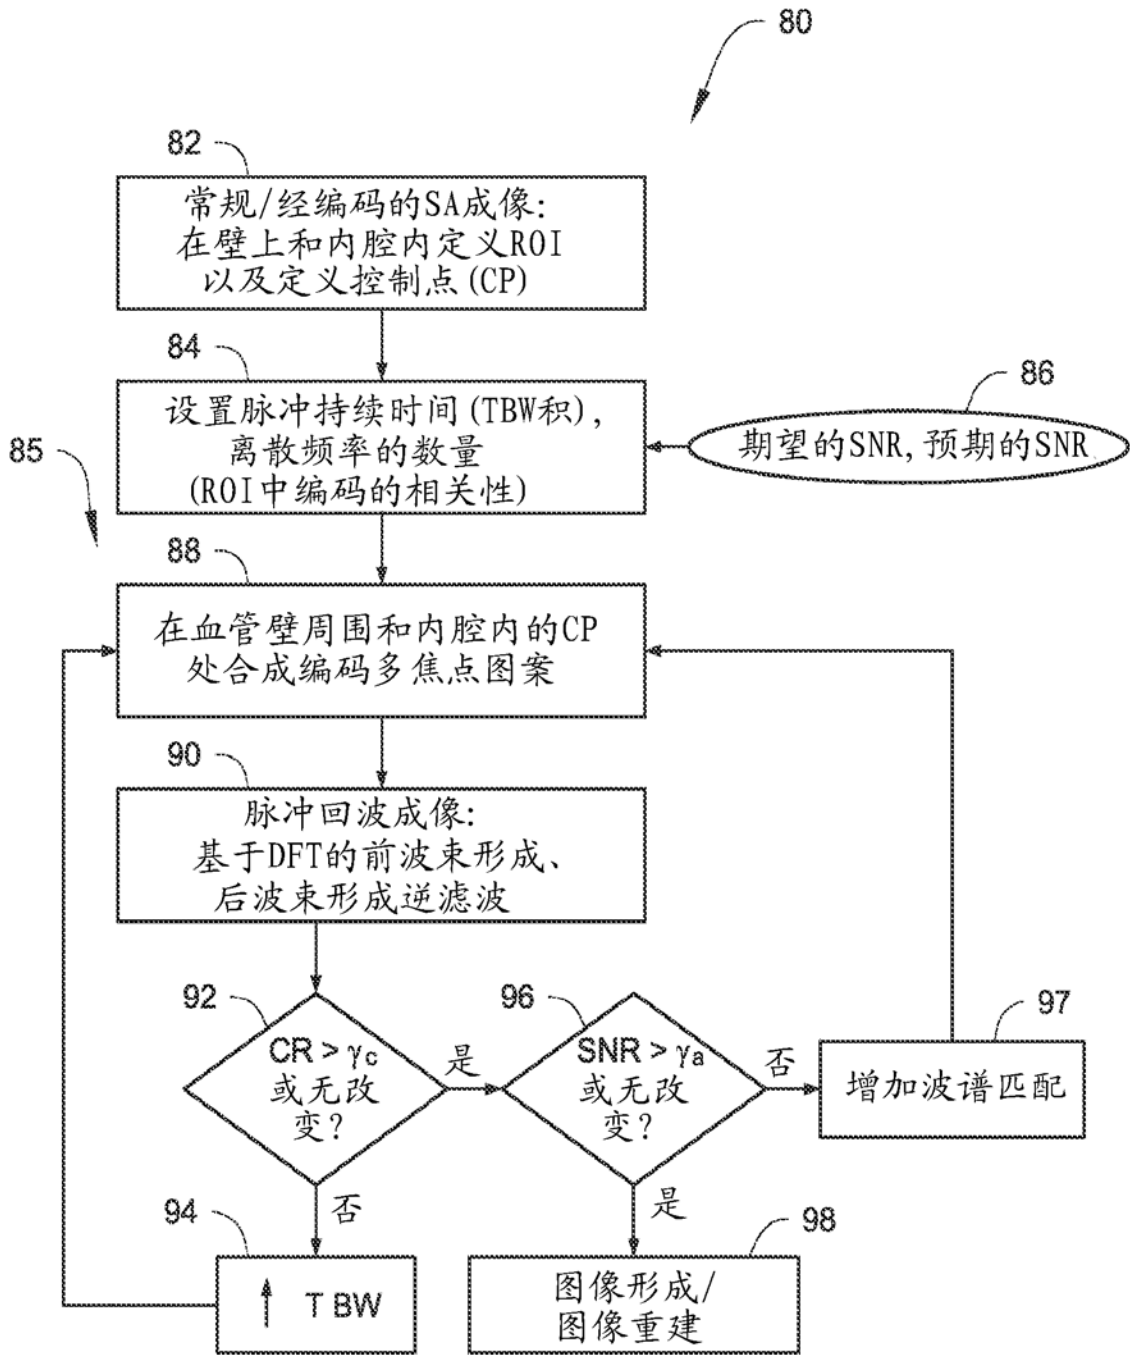 80
82
常规/经编码的SA成像:
在壁上和内腔内定义ROI
以及定义控制点(CP)
84
设置脉冲持续时间(TBW积),
离散频率的数量
(ROI中编码的相关性)
86
期望的SNR,预期的SNR
85
88
在血管壁周围和内腔内的CP
处合成编码多焦点图案
90
脉冲回波成像:
基于DFT的前波束形成、
后波束形成逆滤波
92
CR > γc
或无改
变?
是
96
SNR > γa
或无改
变?
否
97
增加波谱匹配
否
94
↑ T BW
是
98
图像形成/
图像重建